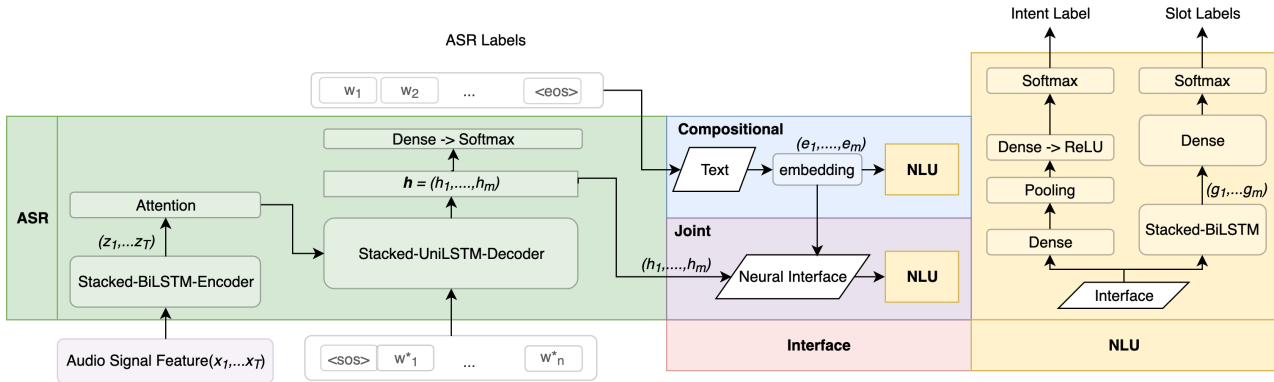 ASR Labels
w1
w2
...
<eos>
ASR
Dense -> Softmax
h = (h1,....,hm)
Attention
(z1,...zT)
Stacked-BiLSTM-Encoder
Stacked-UniLSTM-Decoder
Audio Signal Feature(x1,...xT)
<sos>
w*1
...
w*n
Compositional
Text
(e1,....,em)
embedding
NLU
Joint
(h1,....,hm)
Neural Interface
NLU
Interface
Intent Label
Slot Labels
Softmax
Softmax
Dense -> ReLU
Dense
Pooling
(g1,...gm)
Dense
Stacked-BiLSTM
Interface
NLU